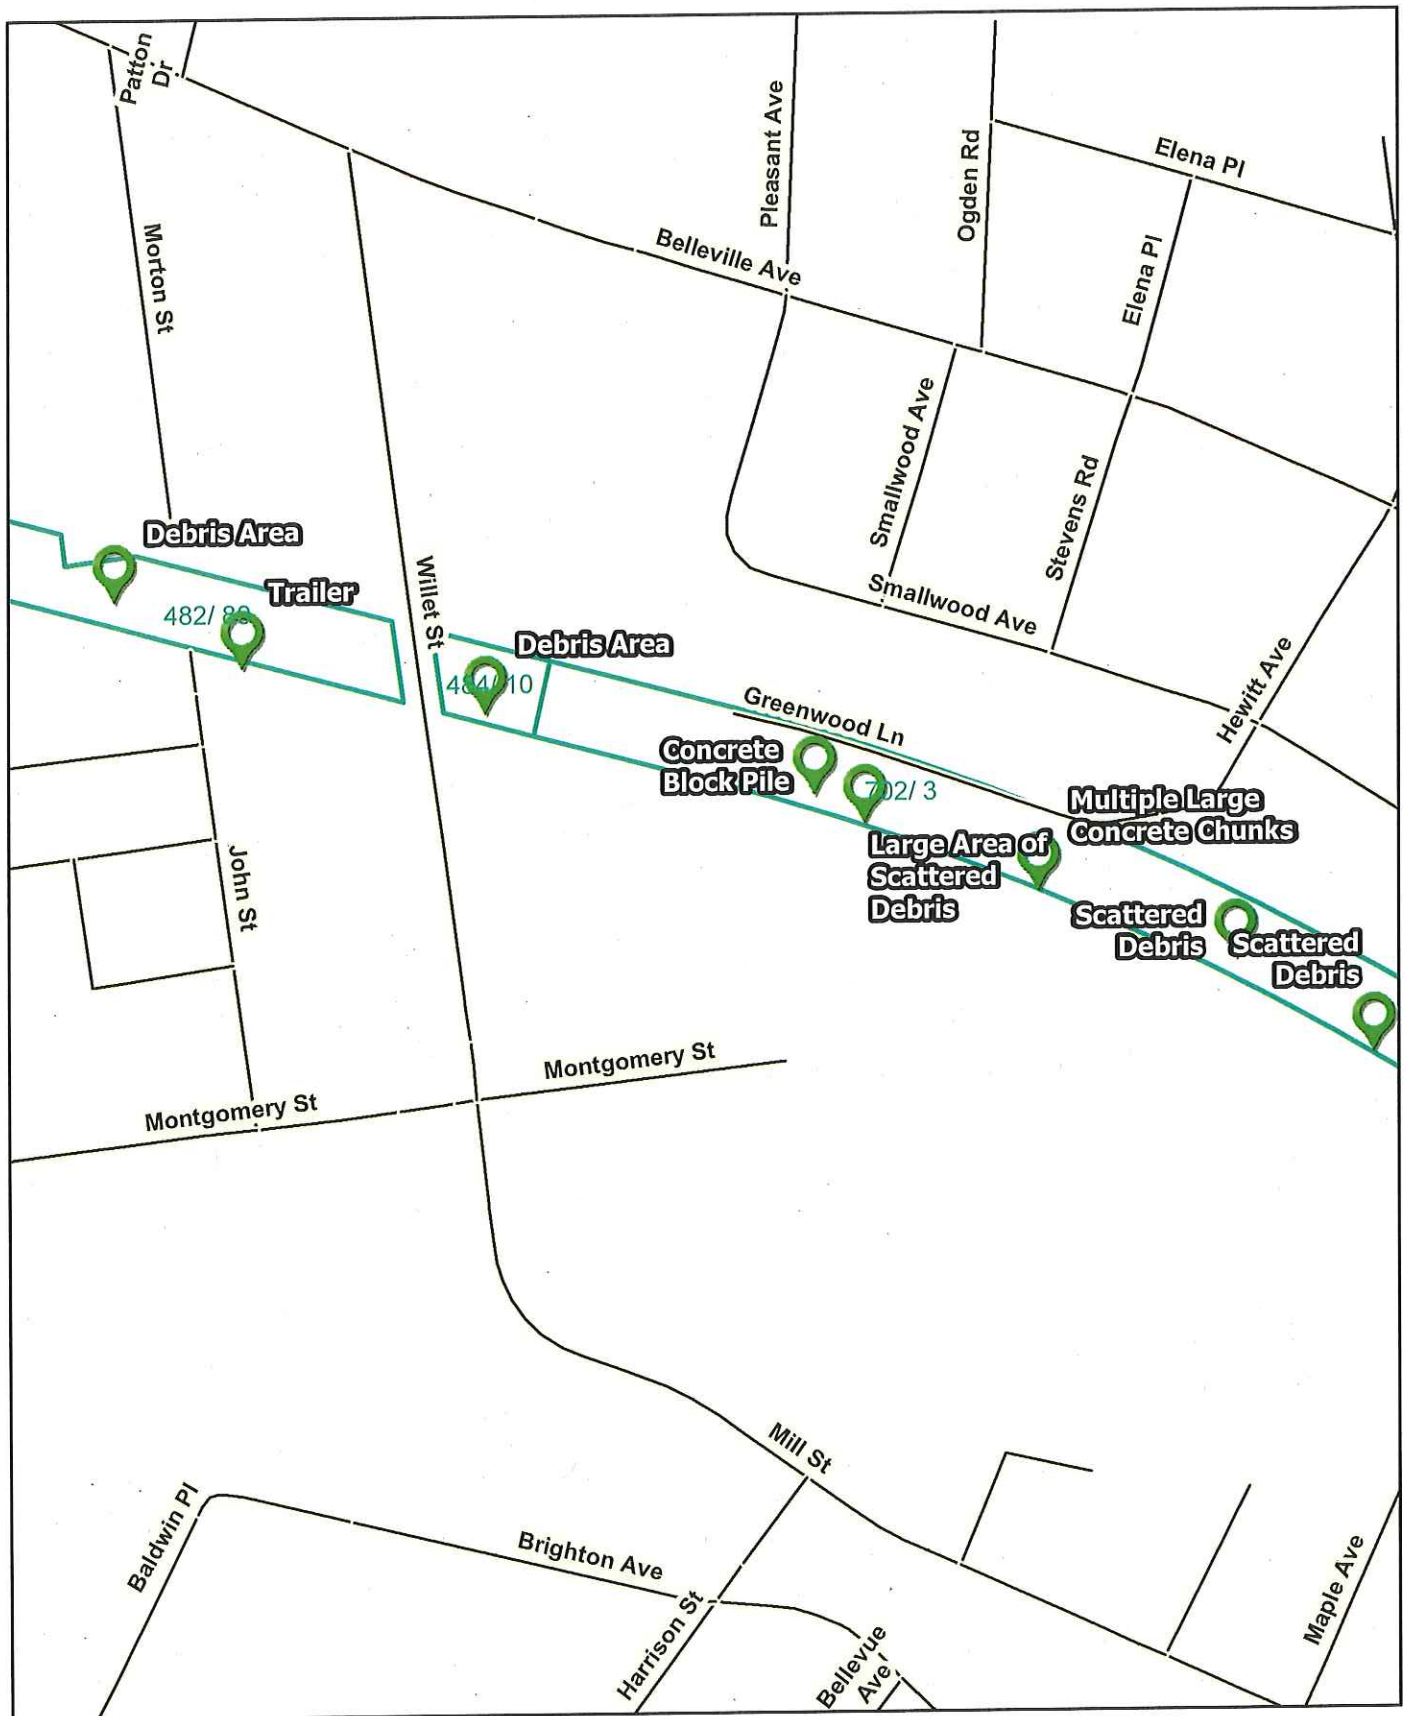 Patton
Dr
Pleasant Ave
Ogden Rd
Elena Pl
Morton St
Belleville Ave
Elena Pl
Smallwood Ave
Stevens Rd
Debris Area
Trailer
482/
Willet St
Debris Area
Smallwood Ave
Hewitt Ave
Greenwood Ln
Concrete
Block Pile
702/ 3
Multiple Large
Concrete Chunks
Large Area of
Scattered
Debris
Scattered
Debris
Scattered
Debris
John St
Montgomery St
Montgomery St
Mill St
Baldwin Pl
Brighton Ave
Harrison St
Bellevue
Ave
Maple Ave